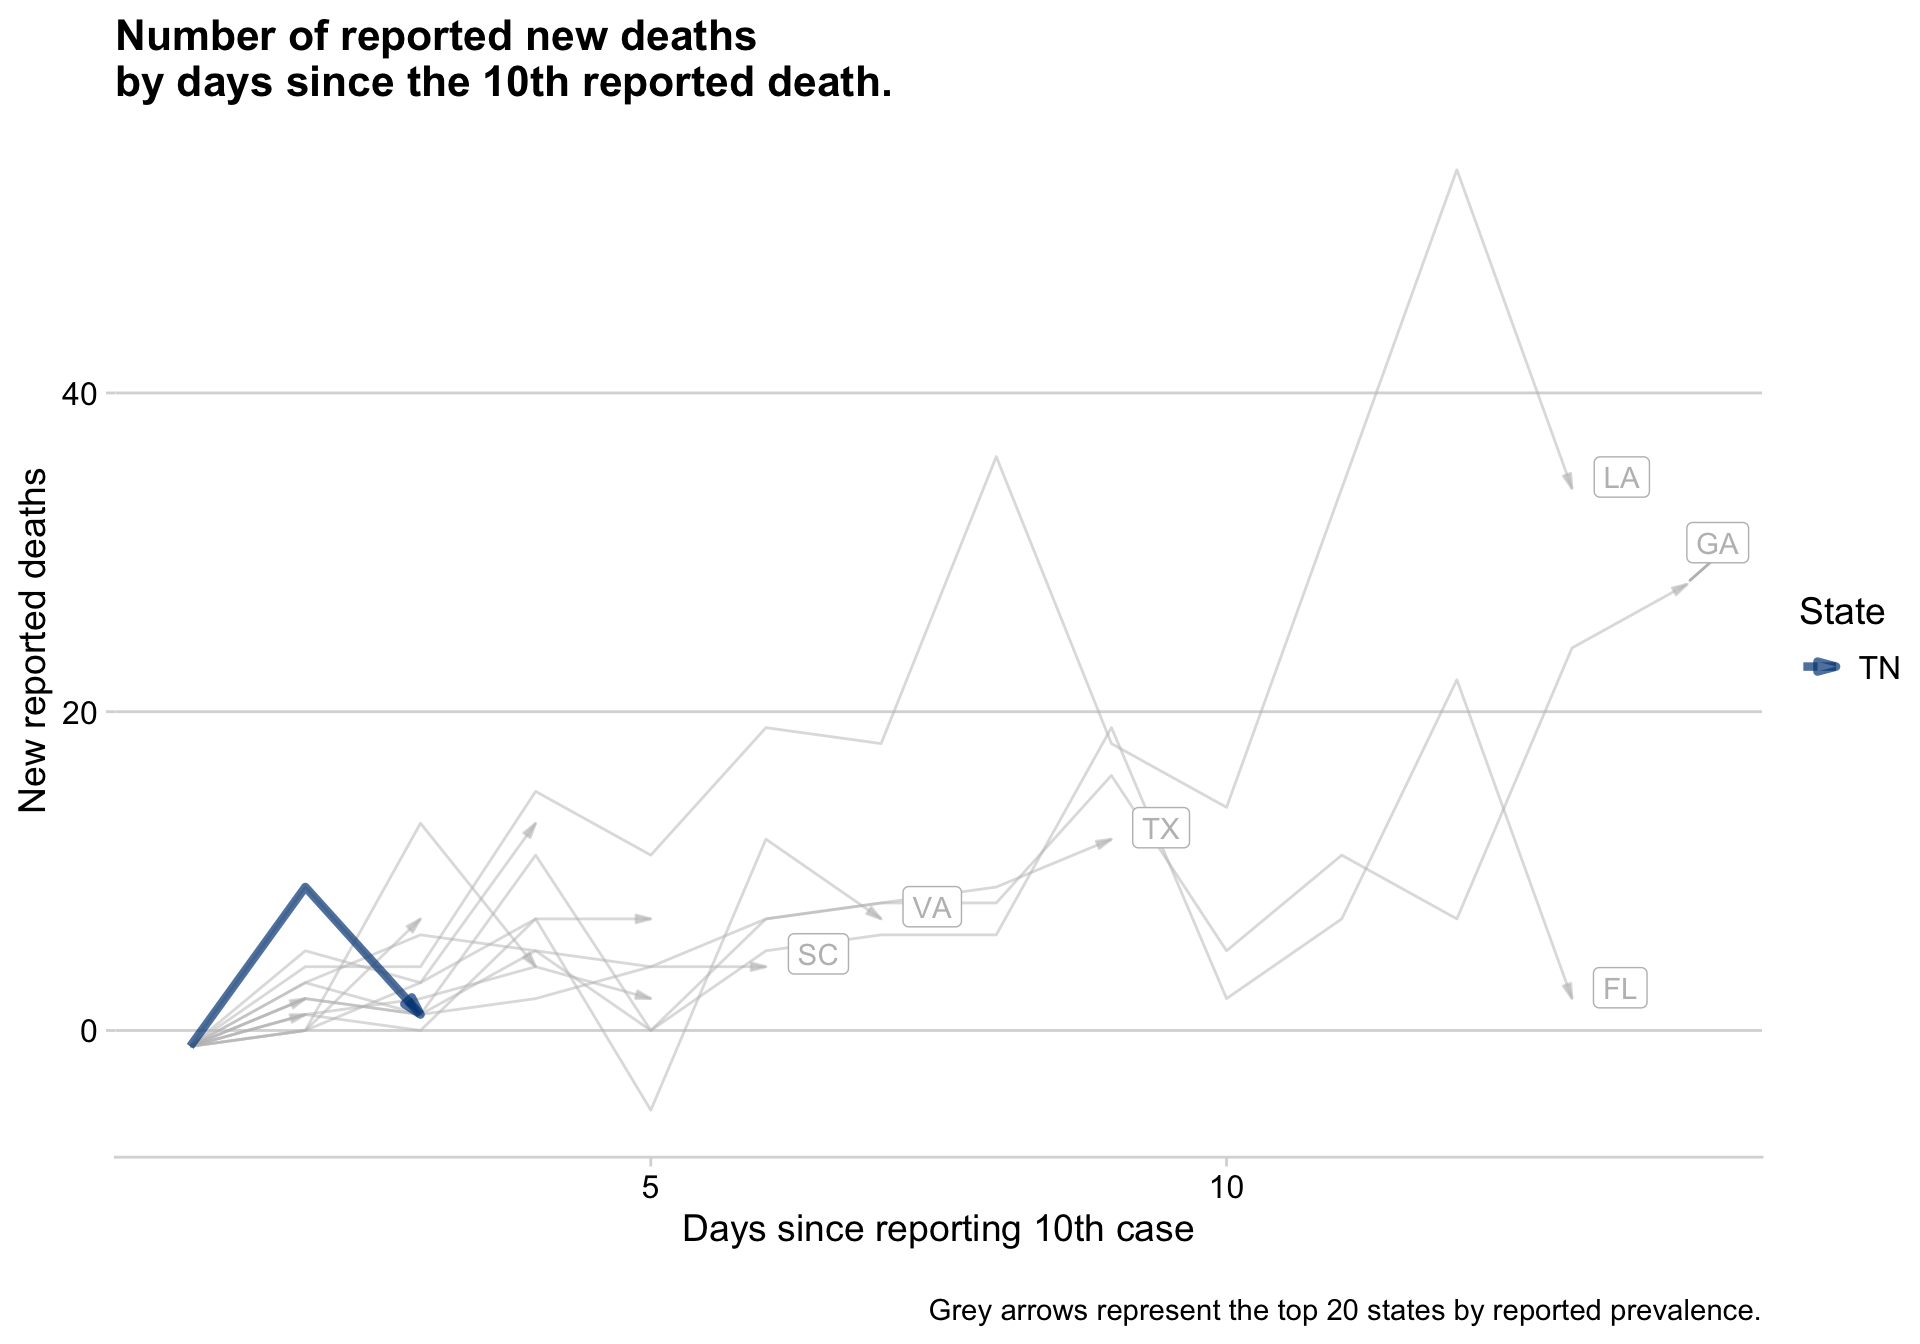 Number of reported new deaths
by days since the 10th reported death.
40
20
0
New reported deaths
LA
GA
TX
VA
SC
FL
State
TN
5
10
Days since reporting 10th case
Grey arrows represent the top 20 states by reported prevalence.